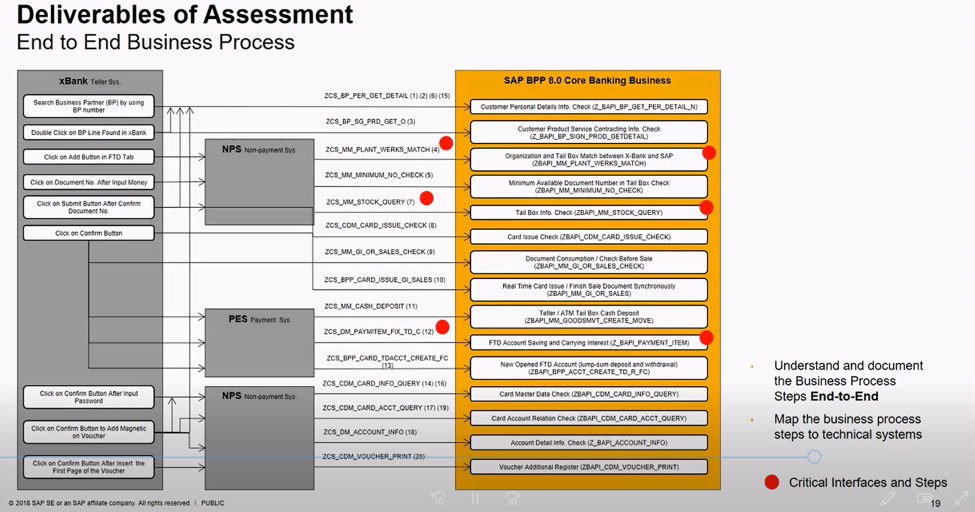 Deliverables of Assessment
End to End Business Process
xBank Teller Sys.
Search Business Partner (BP) by using
BP number
Double Click on BP Line Found in xBank
Click on Add Button in FTD Tab
Click on Document No. After Input Money
Click on Submit Button After Confirm
Document No.
Click on Confirm Button
Click on Confirm Button After Input
Password
Click on Confirm Button to Add Magnetic
on Voucher
Click on Confirm Button After Insert the
First Page of the Voucher
NPS Non-payment Sys.
PES Payment Sys.
NPS Non-payment Sys.
ZCS_BP_PER_GET_DETAIL (1) (2) (6) (15)
ZCS_BP_SG_PRD_GET_O (3)
ZCS_MM_PLANT_WERKS_MATCH (4)
ZCS_MM_MINIMUM_NO_CHECK (5)
ZCS_MM_STOCK_QUERY (7)
ZCS_CDM_CARD_ISSUE_CHECK (8)
ZCS_MM_GI_OR_SALES_CHECK (9)
ZCS_BPP_CARD_ISSUE_GI_SALES (10)
ZCS_MM_CASH_DEPOSIT (11)
ZCS_DM_PAYMITEM_FIX_TD_C (12)
ZCS_BPP_CARD_TDACCT_CREATE_FC
(13)
ZCS_CDM_CARD_INFO_QUERY (14) (16)
ZCS_CDM_CARD_ACCT_QUERY (17) (19)
ZCS_DM_ACCOUNT_INFO (18)
ZCS_CDM_VOUCHER_PRINT (20)
SAP BPP 8.0 Core Banking Business
Customer Personal Details Info. Check (Z_BAPI_BP_GET_PER_DETAIL_N)
Customer Product Service Contracting Info. Check
(Z_BAPI_BP_SIGN_PROD_GETDETAIL)
Organization and Tail Box Match between X-Bank and SAP
(ZBAPI_MM_PLANT_WERKS_MATCH)
Minimum Available Document Number in Tail Box Check
(ZBAPI_MM_MINIMUM_NO_CHECK)
Tail Box Info. Check (ZBAPI_MM_STOCK_QUERY)
Card Issue Check (ZBAPI_CDM_CARD_ISSUE_CHECK)
Document Consumption / Check Before Sale
(ZBAPI_MM_GI_OR_SALES_CHECK)
Real Time Card Issue / Finish Sale Document Synchronously
(ZBAPI_MM_GI_OR_SALES)
Teller / ATM Tail Box Cash Deposit
(ZBAPI_MM_GOODSMVT_CREATE_MOVE)
FTD Account Saving and Carrying Interest (Z_BAPI_PAYMENT_ITEM)
New Opened FTD Account (lump-sum deposit and withdrawal)
(ZBAPI_BPP_ACCT_CREATE_TD_R_FC)
Card Master Data Check (ZBAPI_CDM_CARD_INFO_QUERY)
Card Account Relation Check (ZBAPI_CDM_CARD_ACCT_QUERY)
Account Detail Info. Check (Z_BAPI_ACCOUNT_INFO)
Voucher Additional Register (ZBAPI_CDM_VOUCHER_PRINT)
• Understand and document
the Business Process
Steps End-to-End
• Map the business process
steps to technical systems
Critical Interfaces and Steps
© 2018 SAP SE or an SAP affiliate company. All rights reserved. | PUBLIC
10
30
19